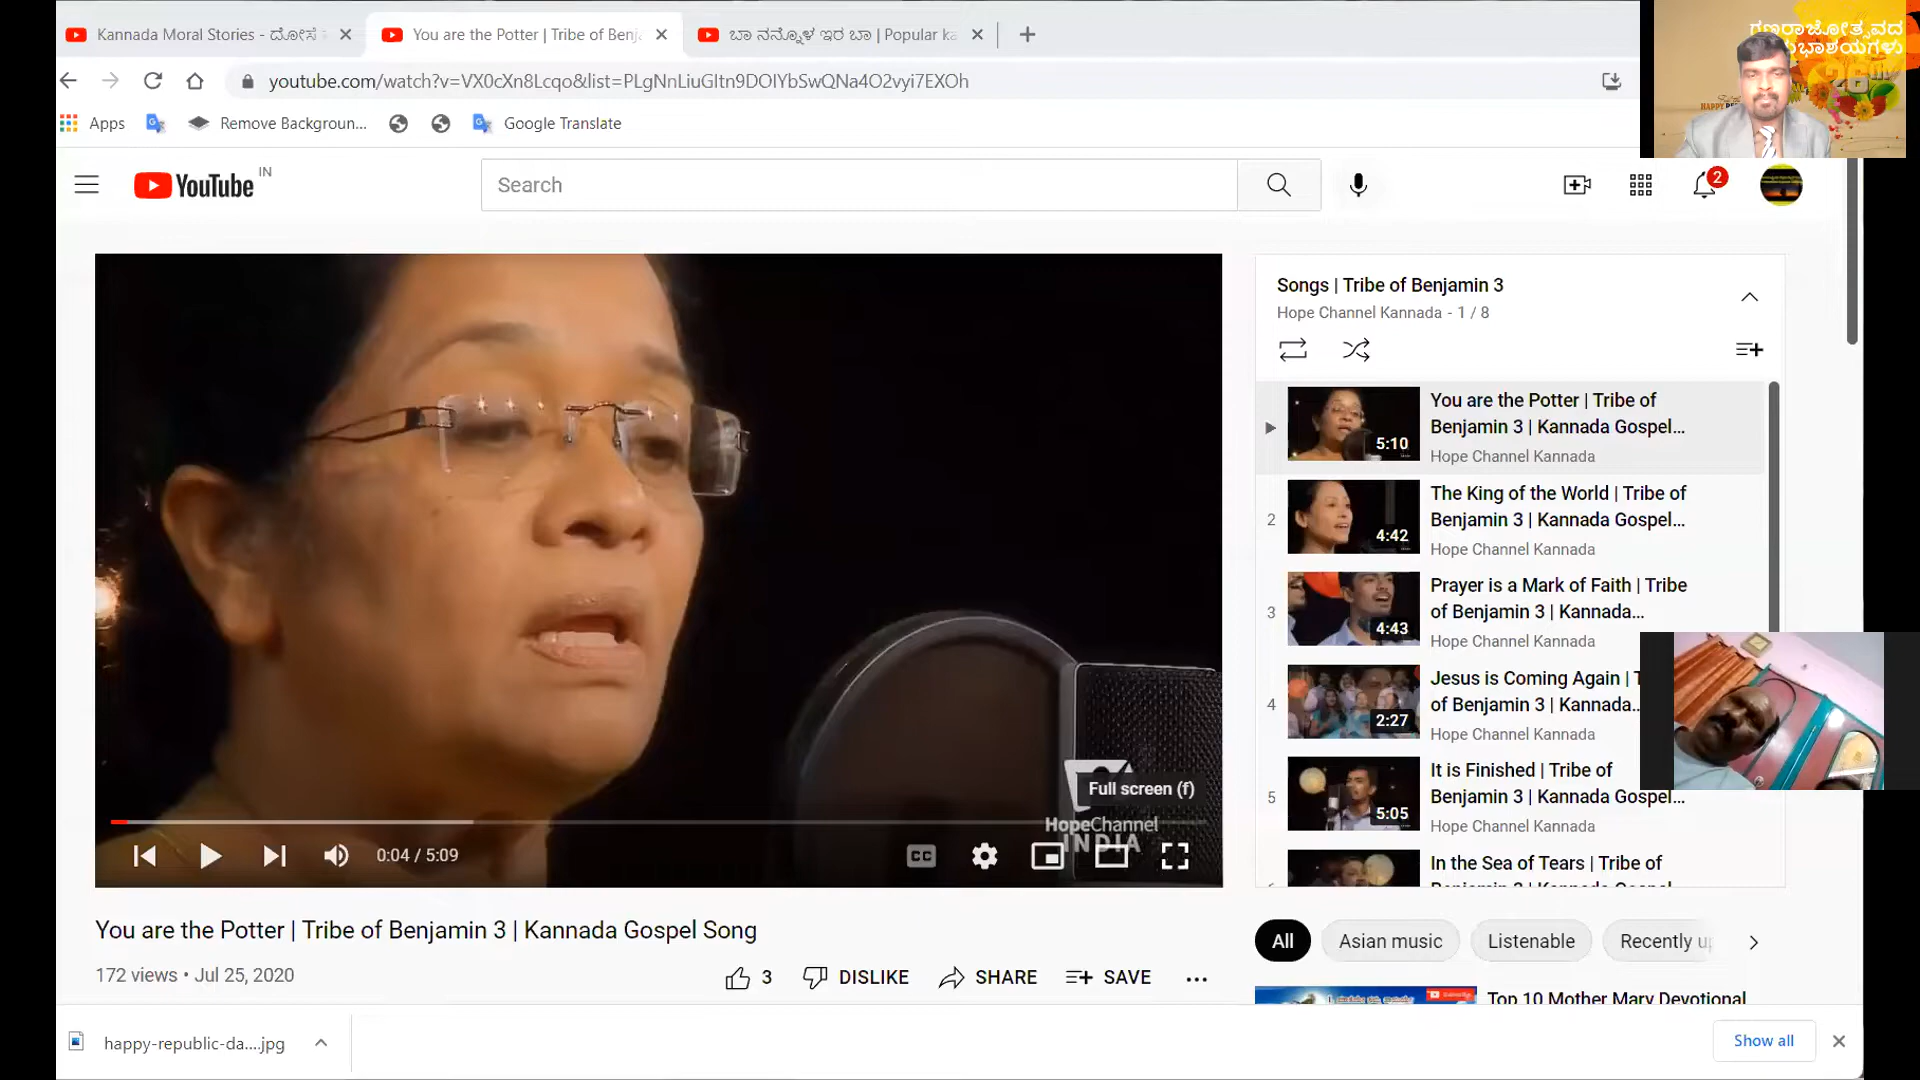 Kannada Moral Stories - ದೋಸೆ
You are the Potter | Tribe of Benj
ಬಾ ನನ್ನೊಳ ಇರ ಬಾ | Popular ka
youtube.com/watch?v=VX0cXn8Lcqo&list=PLgNnLiuGItn9DOIYbSwQNa4O2vyi7EXOh
Apps
Remove Backgroun...
Google Translate
ಗಣರಾಜೋತ್ಸವದ
YouTube IN
Search
2
Songs | Tribe of Benjamin 3
Hope Channel Kannada - 1 / 8
You are the Potter | Tribe of
Benjamin 3 | Kannada Gospel...
5:10
Hope Channel Kannada
2
The King of the World | Tribe of
Benjamin 3 | Kannada Gospel...
4:42
Hope Channel Kannada
3
Prayer is a Mark of Faith | Tribe
of Benjamin 3 | Kannada...
4:43
Hope Channel Kannada
4
Jesus is Coming Again |
of Benjamin 3 | Kannada...
2:27
Hope Channel Kannada
5
It is Finished | Tribe of
Benjamin 3 | Kannada Gospel...
5:05
Hope Channel Kannada
In the Sea of Tears | Tribe of
Full screen (f)
HopeChannel
INDIA
0:04 / 5:09
CC
You are the Potter | Tribe of Benjamin 3 | Kannada Gospel Song
172 views • Jul 25, 2020
3 DISLIKE SHARE SAVE
All
Asian music
Listenable
Recently
Top 10 Mother Mary Devotional
happy-republic-da....jpg
Show all